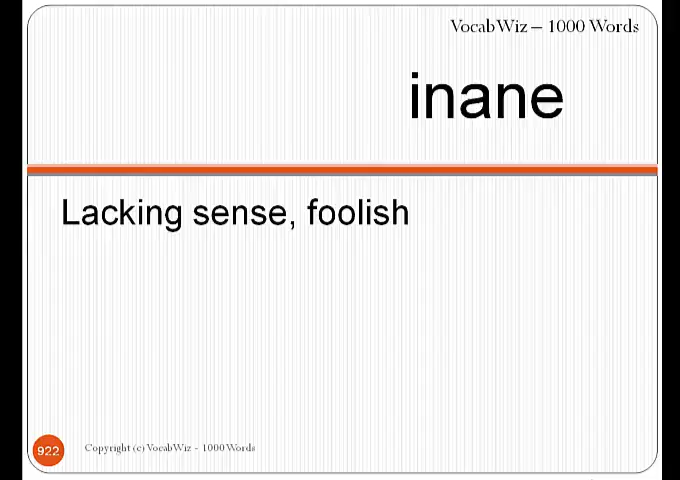 VocabWiz – 1000 Words
inane
Lacking sense, foolish
922
Copyright (c) VocabWiz - 1000 Words